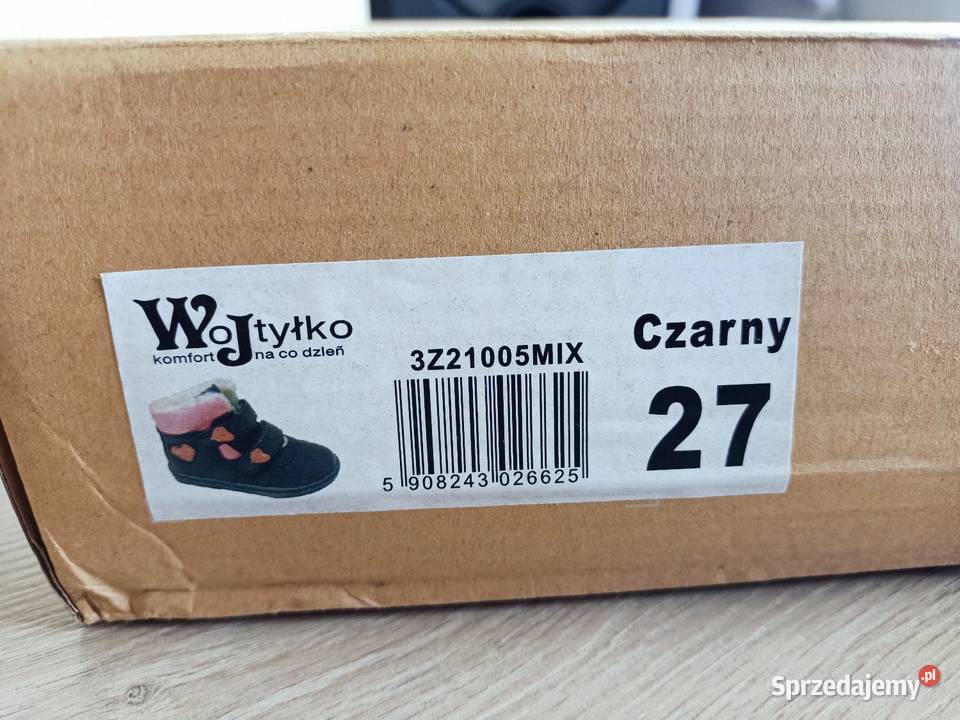 WoJtyłko
komfort na co dzień
3Z21005MIX
5 908243 026625
Czarny
27
Sprzedajemy.pl